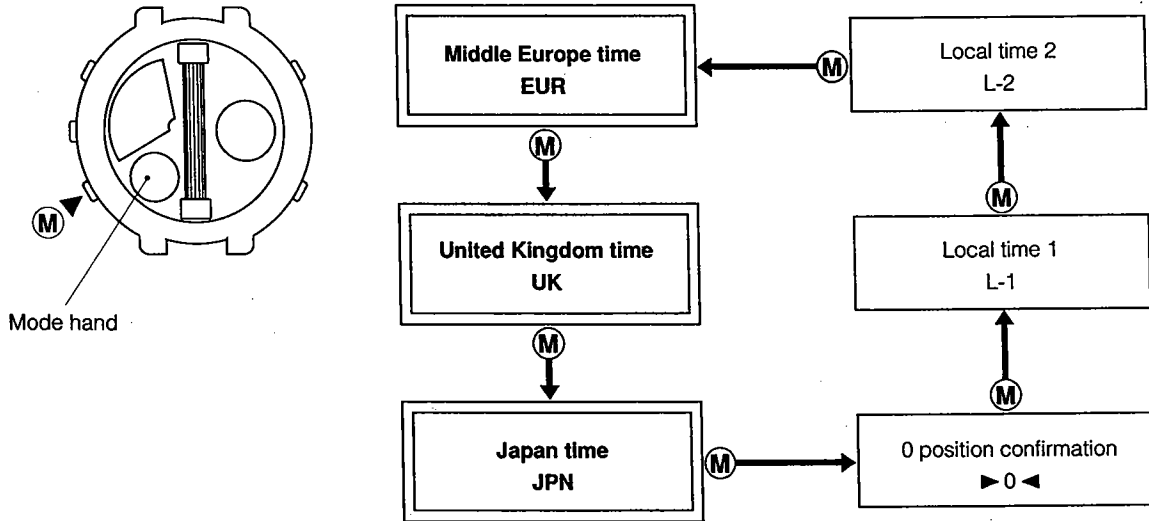 M
Mode hand
Middle Europe time
EUR
M
United Kingdom time
UK
M
Japan time
JPN
M
0 position confirmation
►0◄
M
Local time 1
L-1
M
Local time 2
L-2
M